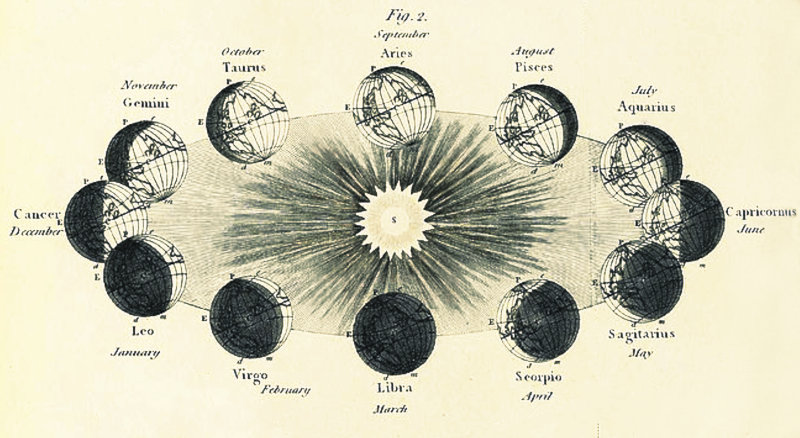 Fig. 2.
September
Aries
October
Taurus
August
Pisces
November
Gemini
July
Aquarius
Cancer
December
Capricornus
June
S
Leo
January
Virgo
February
Libra
March
Scorpio
April
Sagitarius
May